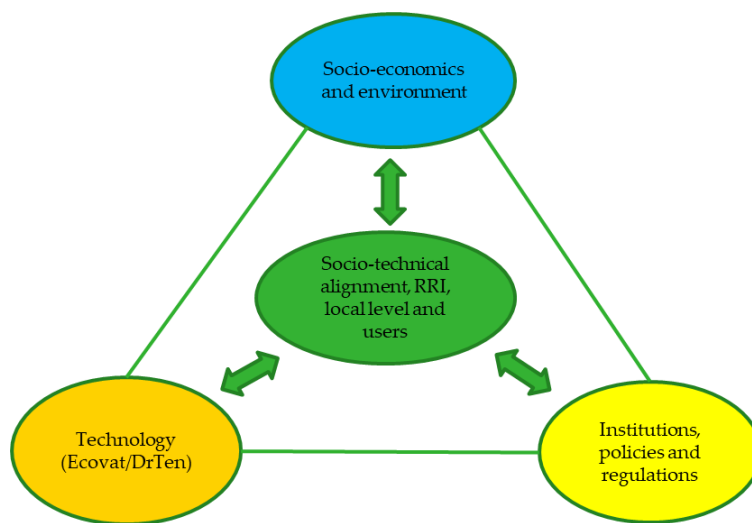 Socio-economics
and environment
Socio-technical
alignment, RRI,
local level and
users
Technology
(Ecovat/DrTen)
Institutions,
policies and
regulations